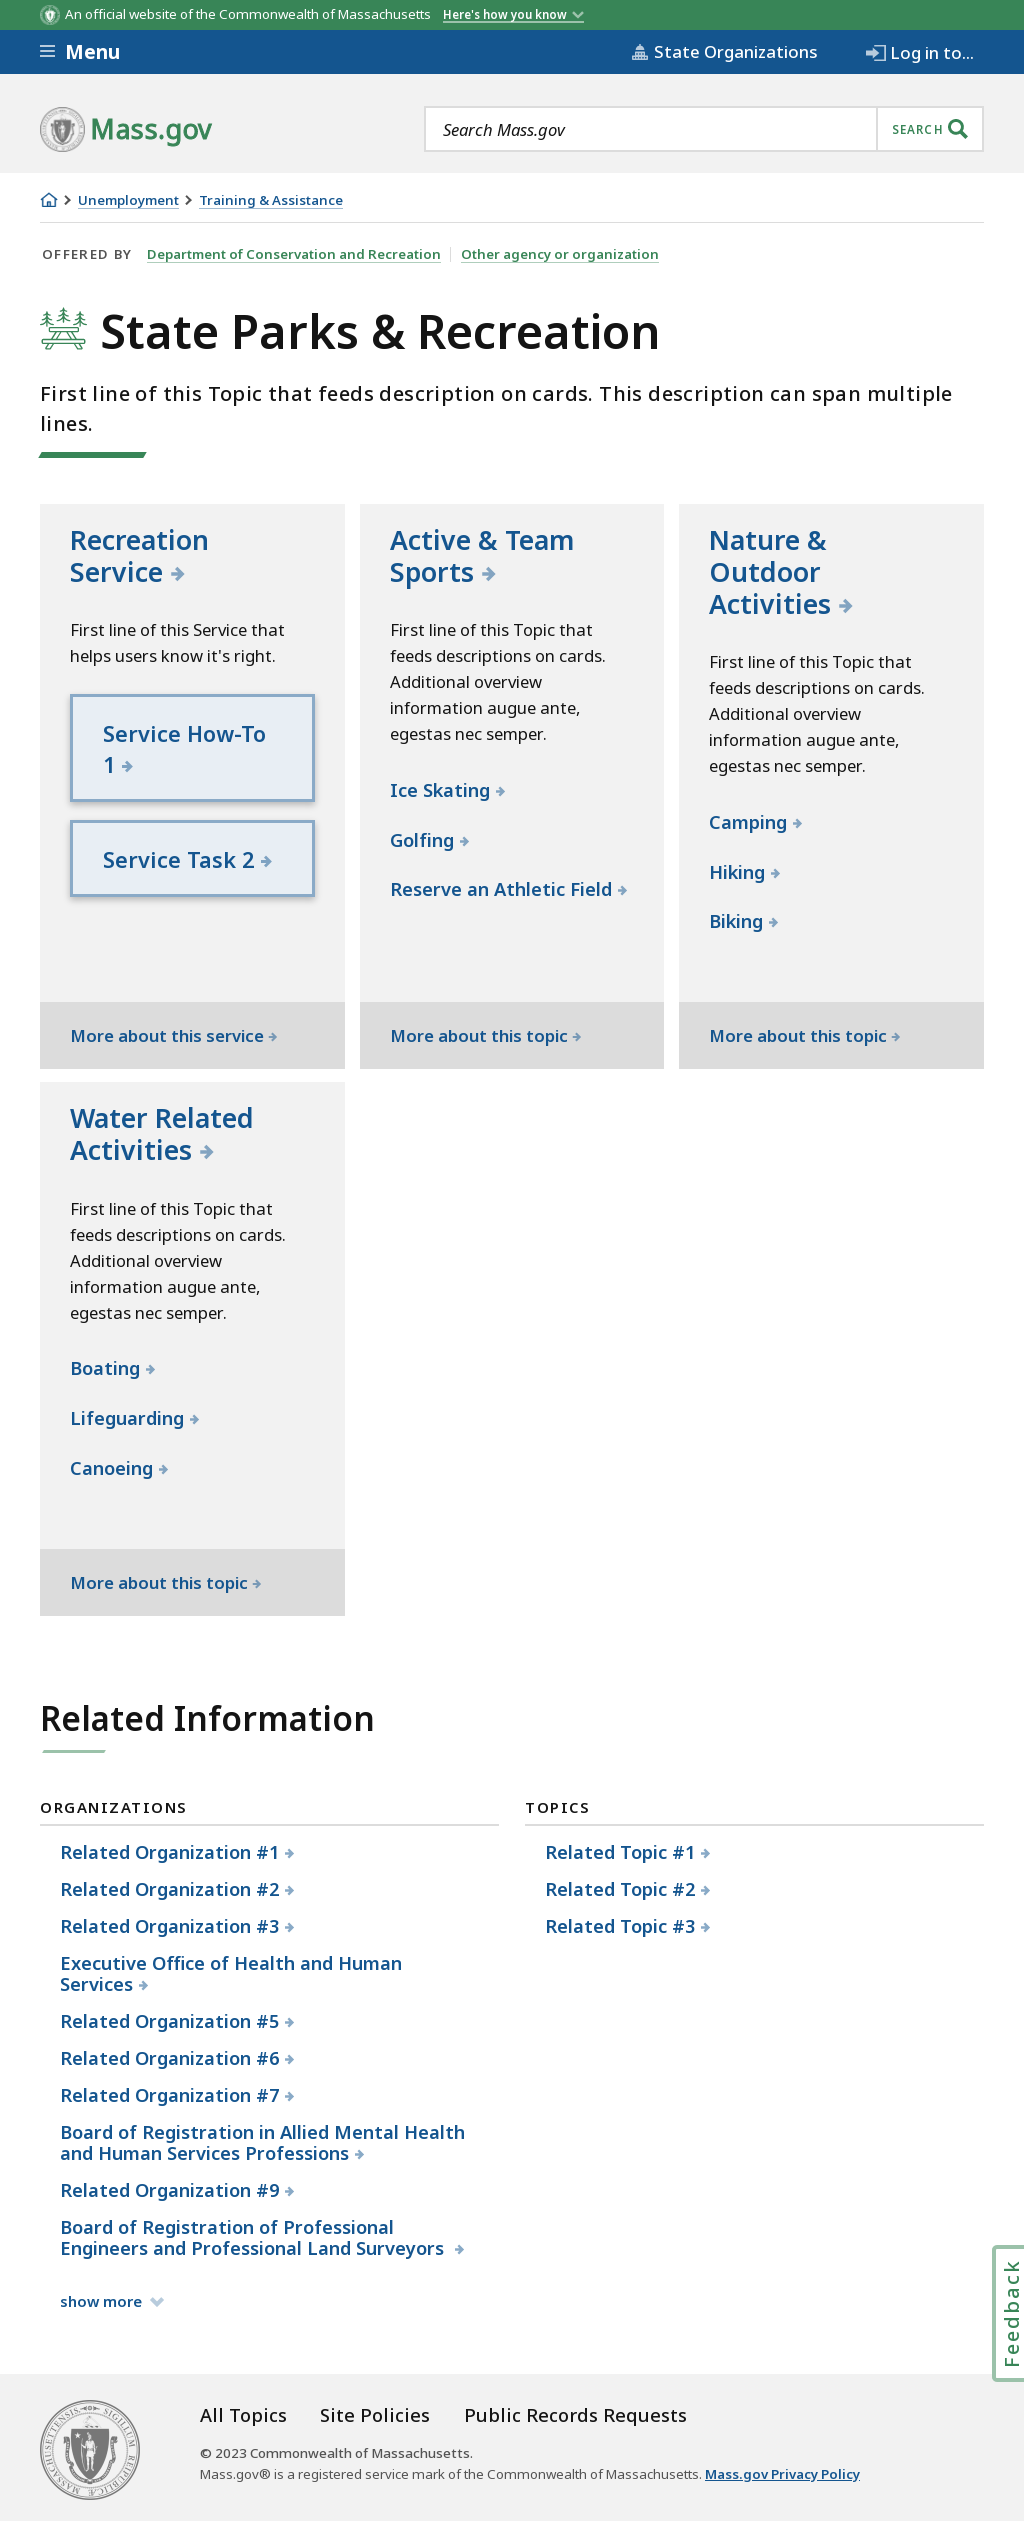 An official website of the Commonwealth of Massachusetts Here's how you know
Menu
State Organizations
Log in to...
Mass.gov
Search Mass.gov
SEARCH
Unemployment
Training & Assistance
OFFERED BY Department of Conservation and Recreation Other agency or organization
State Parks & Recreation
First line of this Topic that feeds description on cards. This description can span multiple
lines.
Recreation
Service
First line of this Service that
helps users know it's right.
Service How-To
1
Service Task 2
More about this service
Active & Team
Sports
First line of this Topic that
feeds descriptions on cards.
Additional overview
information augue ante,
egestas nec semper.
Ice Skating
Golfing
Reserve an Athletic Field
More about this topic
Nature &
Outdoor
Activities
First line of this Topic that
feeds descriptions on cards.
Additional overview
information augue ante,
egestas nec semper.
Camping
Hiking
Biking
More about this topic
Water Related
Activities
First line of this Topic that
feeds descriptions on cards.
Additional overview
information augue ante,
egestas nec semper.
Boating
Lifeguarding
Canoeing
More about this topic
Related Information
ORGANIZATIONS
Related Organization #1
Related Organization #2
Related Organization #3
Executive Office of Health and Human
Services
Related Organization #5
Related Organization #6
Related Organization #7
Board of Registration in Allied Mental Health
and Human Services Professions
Related Organization #9
Board of Registration of Professional
Engineers and Professional Land Surveyors
show more
TOPICS
Related Topic #1
Related Topic #2
Related Topic #3
Feedback
All Topics
Site Policies
Public Records Requests
© 2023 Commonwealth of Massachusetts.
Mass.gov® is a registered service mark of the Commonwealth of Massachusetts. Mass.gov Privacy Policy